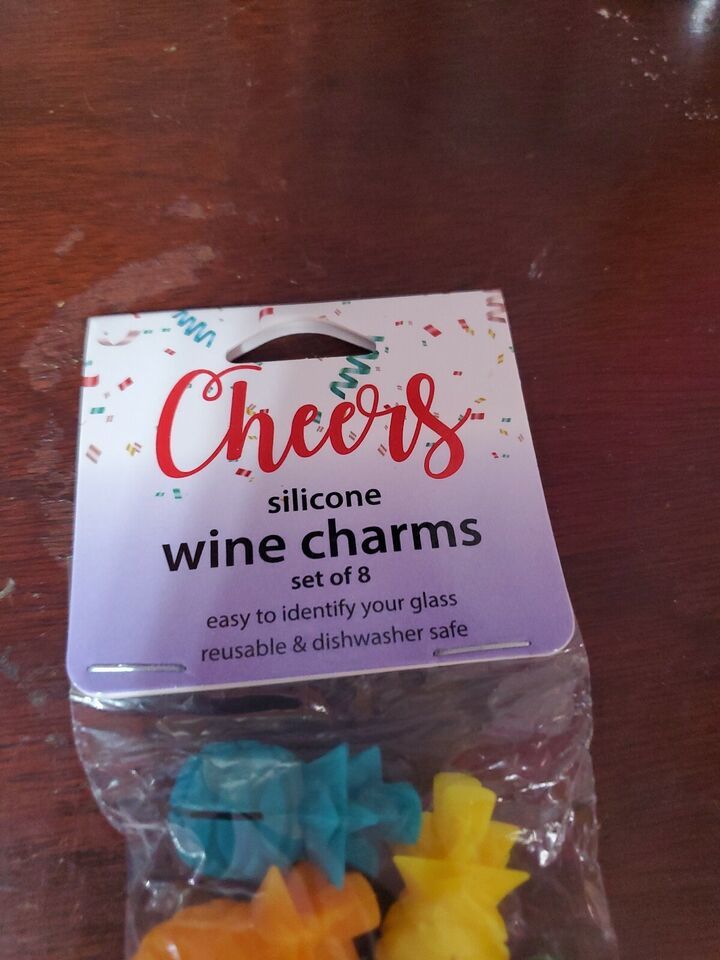 Cheers
silicone
wine charms
set of 8
easy to identify your glass
reusable & dishwasher safe